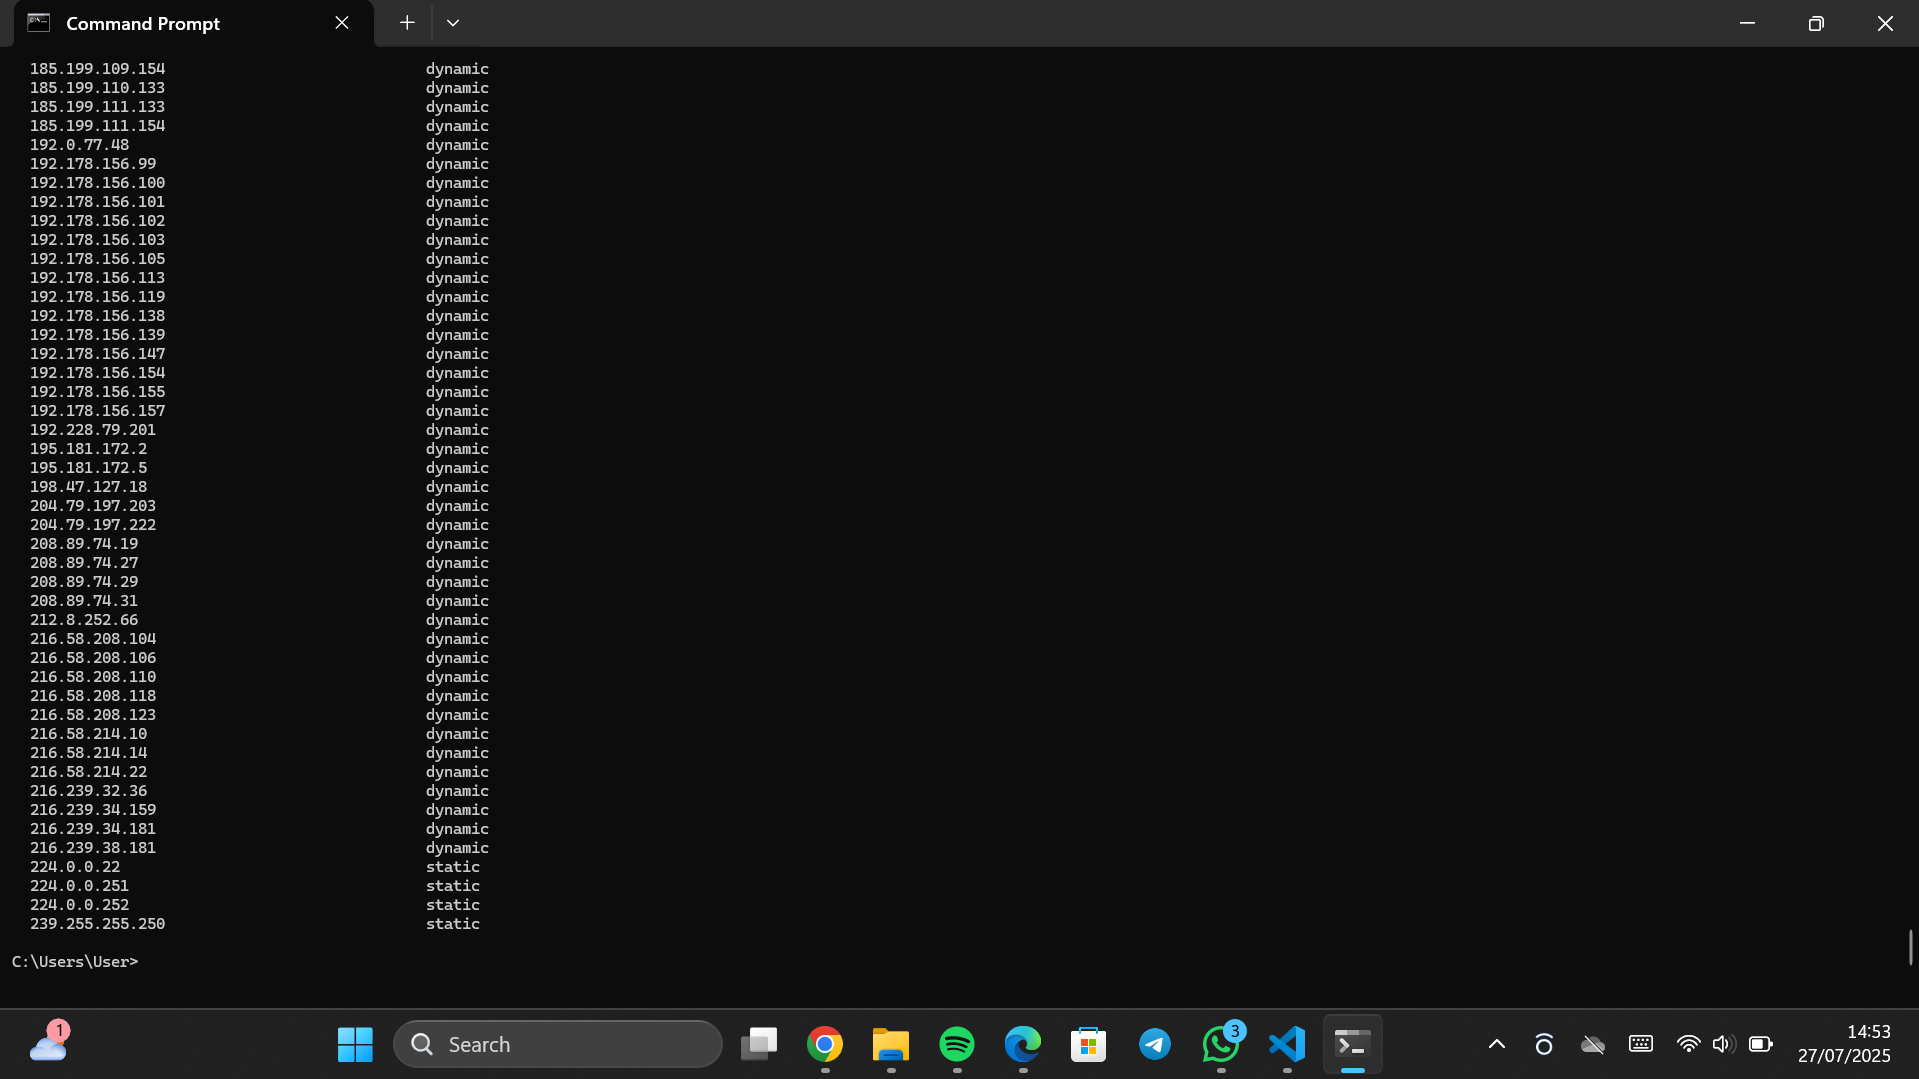 Command Prompt
185.199.109.154 dynamic
185.199.110.133 dynamic
185.199.111.133 dynamic
185.199.111.154 dynamic
192.0.77.48 dynamic
192.178.156.99 dynamic
192.178.156.100 dynamic
192.178.156.101 dynamic
192.178.156.102 dynamic
192.178.156.103 dynamic
192.178.156.105 dynamic
192.178.156.113 dynamic
192.178.156.119 dynamic
192.178.156.138 dynamic
192.178.156.139 dynamic
192.178.156.147 dynamic
192.178.156.154 dynamic
192.178.156.155 dynamic
192.178.156.157 dynamic
192.228.79.201 dynamic
195.181.172.2 dynamic
195.181.172.5 dynamic
198.47.127.18 dynamic
204.79.197.203 dynamic
204.79.197.222 dynamic
208.89.74.19 dynamic
208.89.74.27 dynamic
208.89.74.29 dynamic
208.89.74.31 dynamic
212.8.252.66 dynamic
216.58.208.104 dynamic
216.58.208.106 dynamic
216.58.208.110 dynamic
216.58.208.118 dynamic
216.58.208.123 dynamic
216.58.214.10 dynamic
216.58.214.14 dynamic
216.58.214.22 dynamic
216.239.32.36 dynamic
216.239.34.159 dynamic
216.239.34.181 dynamic
216.239.38.181 dynamic
224.0.0.22 static
224.0.0.251 static
224.0.0.252 static
239.255.255.250 static
C:\Users\User>
1
Search
3
14:53
27/07/2025